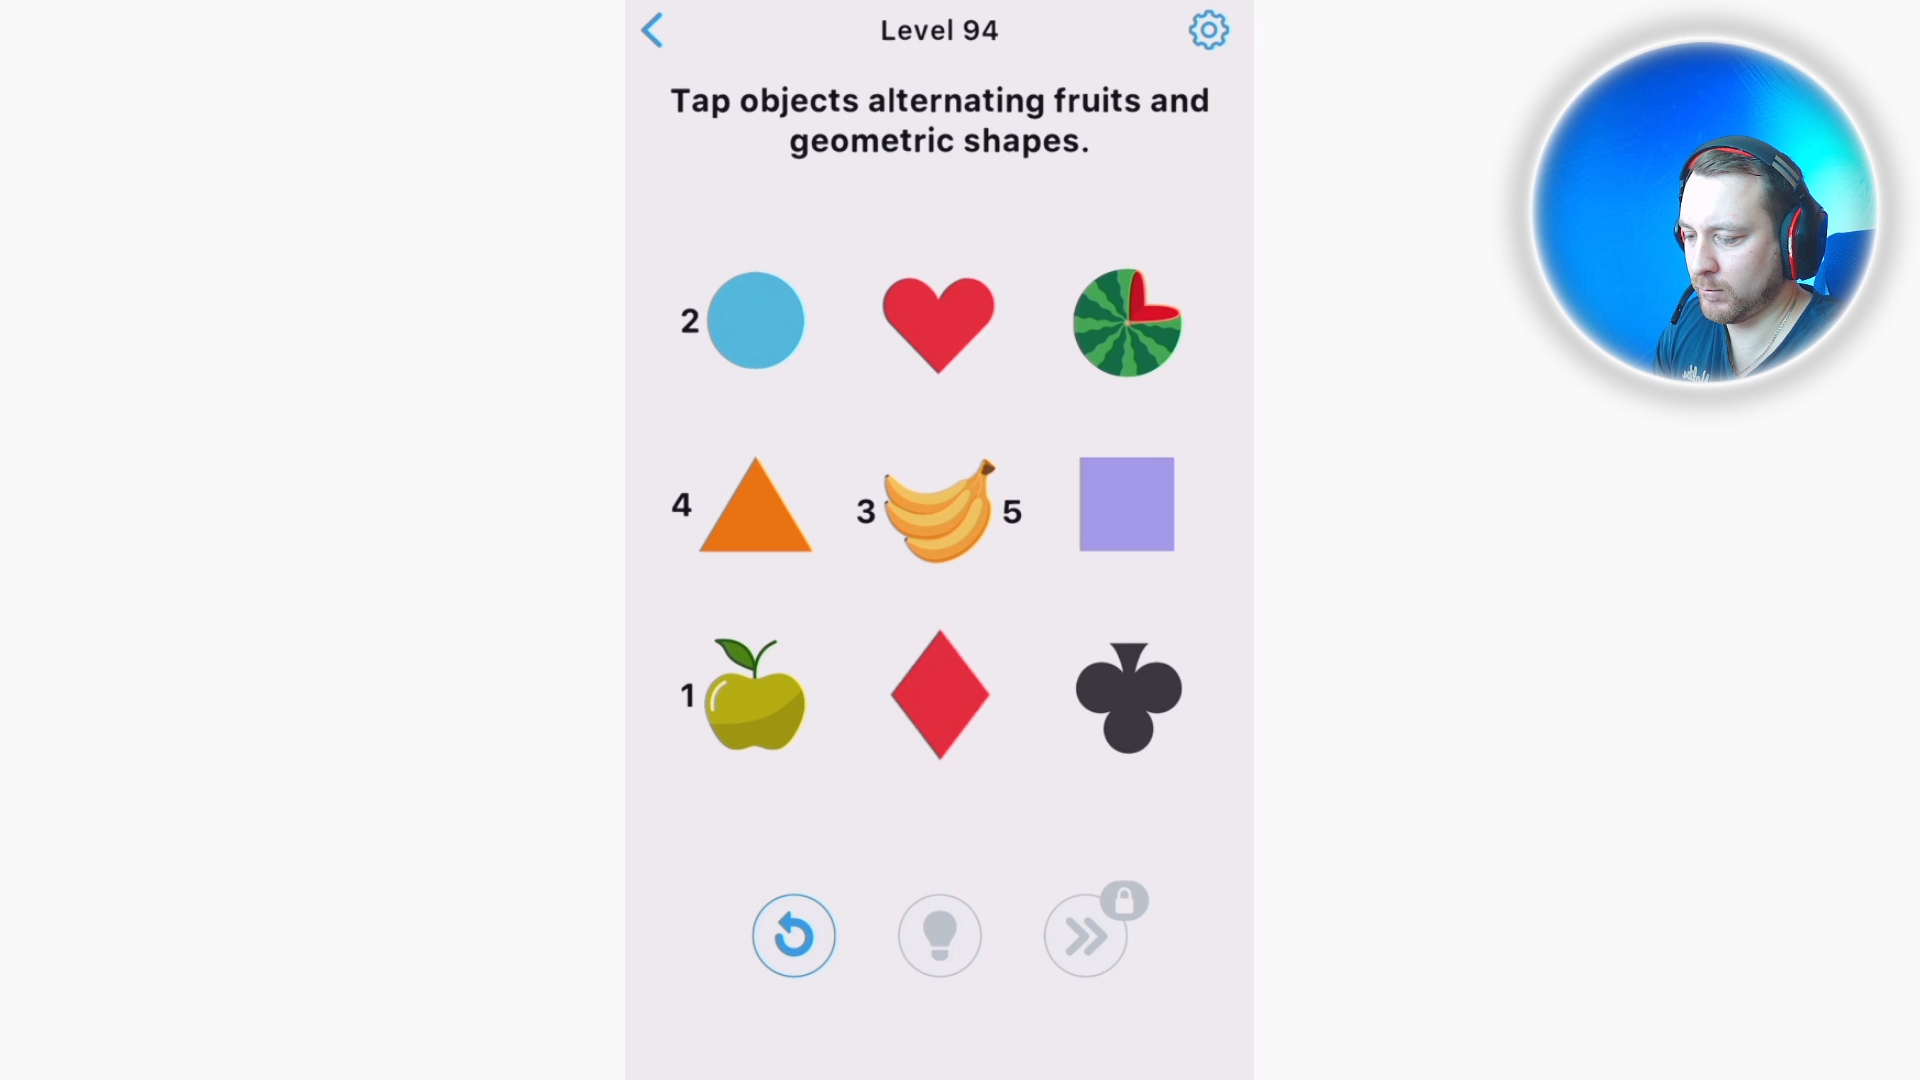 Level 94
Tap objects alternating fruits and
geometric shapes.
2
4
3
5
1